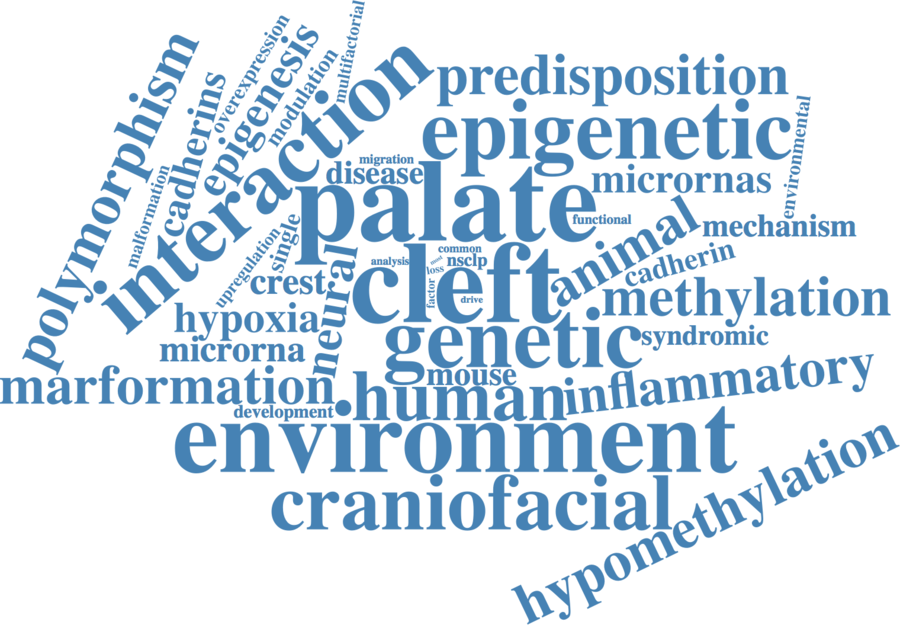 multifactorial
overexpression
polymorphism
epigenesis
modulation
interaction
predisposition
cadherins
epigenetic
environmental
migration
disease
micrornas
palate
malformation
functional
mechanism
single
animal
upregulation
common
nsclp
analysis
most
loss
cadherin
crest
cleft
neural
factor
drive
methylation
hypoxia
genetic
syndromic
microrna
mouse
marformation
human
inflammatory
development
environment
craniofacial
hypomethylation